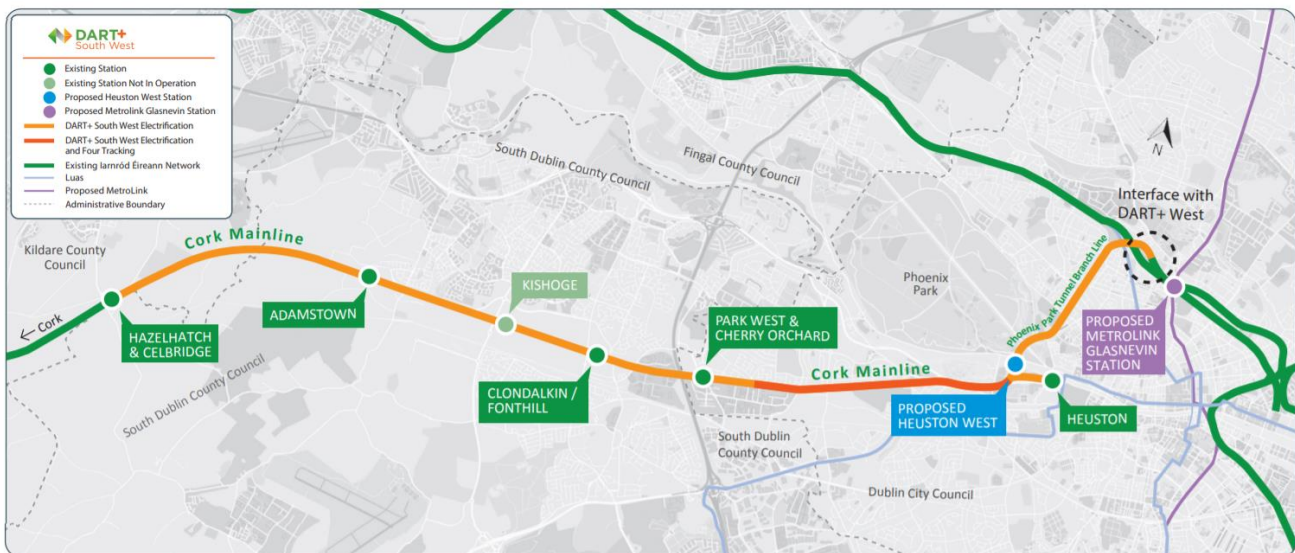 DART+
South West
Existing Station
Existing Station Not In Operation
Proposed Heuston West Station
Proposed Metrolink Glasnevin Station
DART+ South West Electrification
DART+ South West Electrification
and Four Tracking
Existing Iarnród Éireann Network
Luas
Proposed MetroLink
Administrative Boundary
Kildare County
Council
Cork Mainline
← Cork
HAZELHATCH
& CELBRIDGE
ADAMSTOWN
South Dublin County Council
South Dublin County Council
Fingal County Council
KISHOGE
CLONDALKIN /
FONTHILL
PARK WEST &
CHERRY ORCHARD
Cork Mainline
South Dublin
County Council
Dublin City Council
Phoenix
Park
Phoenix Park Tunnel Branch Line
PROPOSED
HEUSTON WEST
HEUSTON
N
Interface with
DART+ West
PROPOSED
METROLINK
GLASNEVIN
STATION